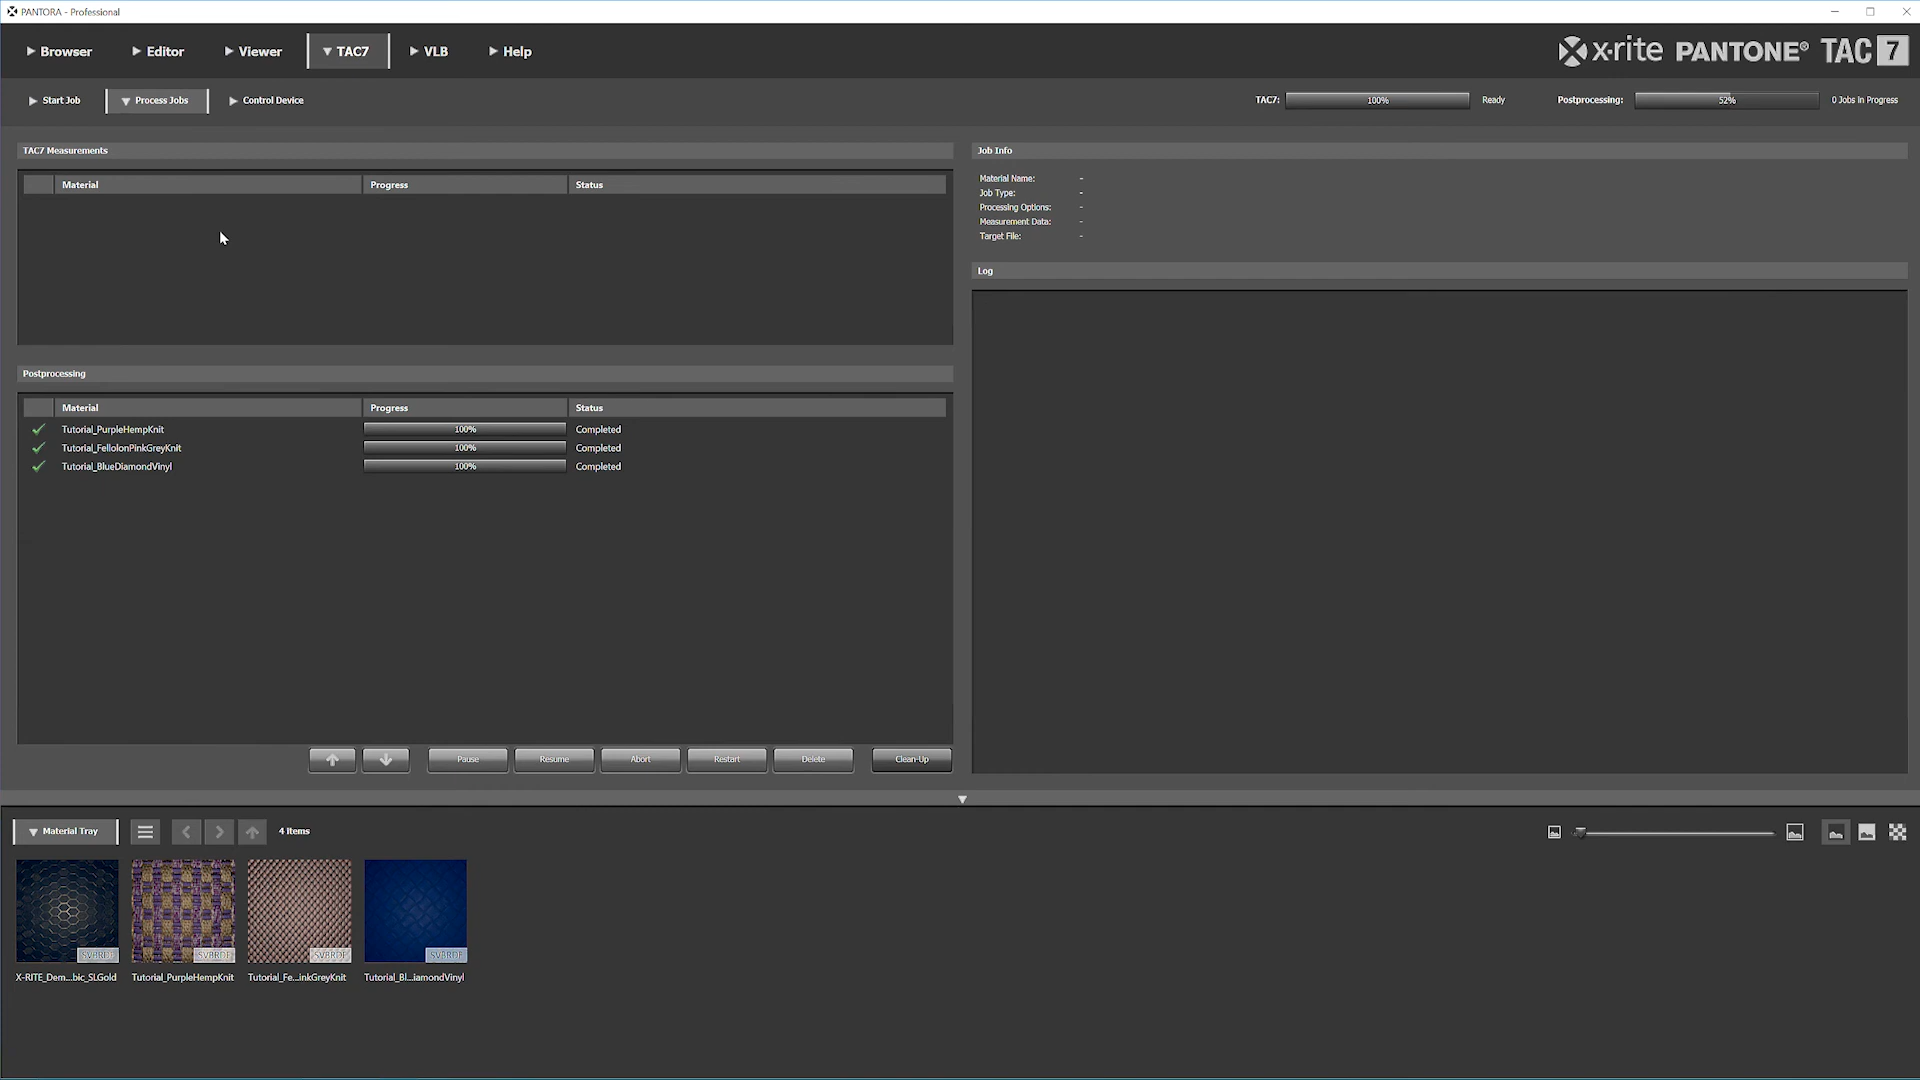 PANTORA - Professional
Browser
Editor
Viewer
TAC7
VLB
Help
x·rite PANTONE® TAC 7
Start Job
Process Jobs
Control Device
TAC7: 100% Ready
Postprocessing: 52% 0 Jobs In Progress
TAC7 Measurements
Material Progress Status
Postprocessing
Material Progress Status
Tutorial_PurpleHempKnit 100% Completed
Tutorial_FellolonPinkGreyKnit 100% Completed
Tutorial_BlueDiamondVinyl 100% Completed
Pause
Resume
Abort
Restart
Delete
Clean-Up
Job Info
Material Name: -
Job Type: -
Processing Options: -
Measurement Data: -
Target File: -
Log
Material Tray
4 items
SVBRDF
SVBRDF
SVBRDF
SVBRDF
X-RITE_Dem...bic_SLGold
Tutorial_PurpleHempKnit
Tutorial_Fe...inkGreyKnit
Tutorial_Bl...iamondVinyl